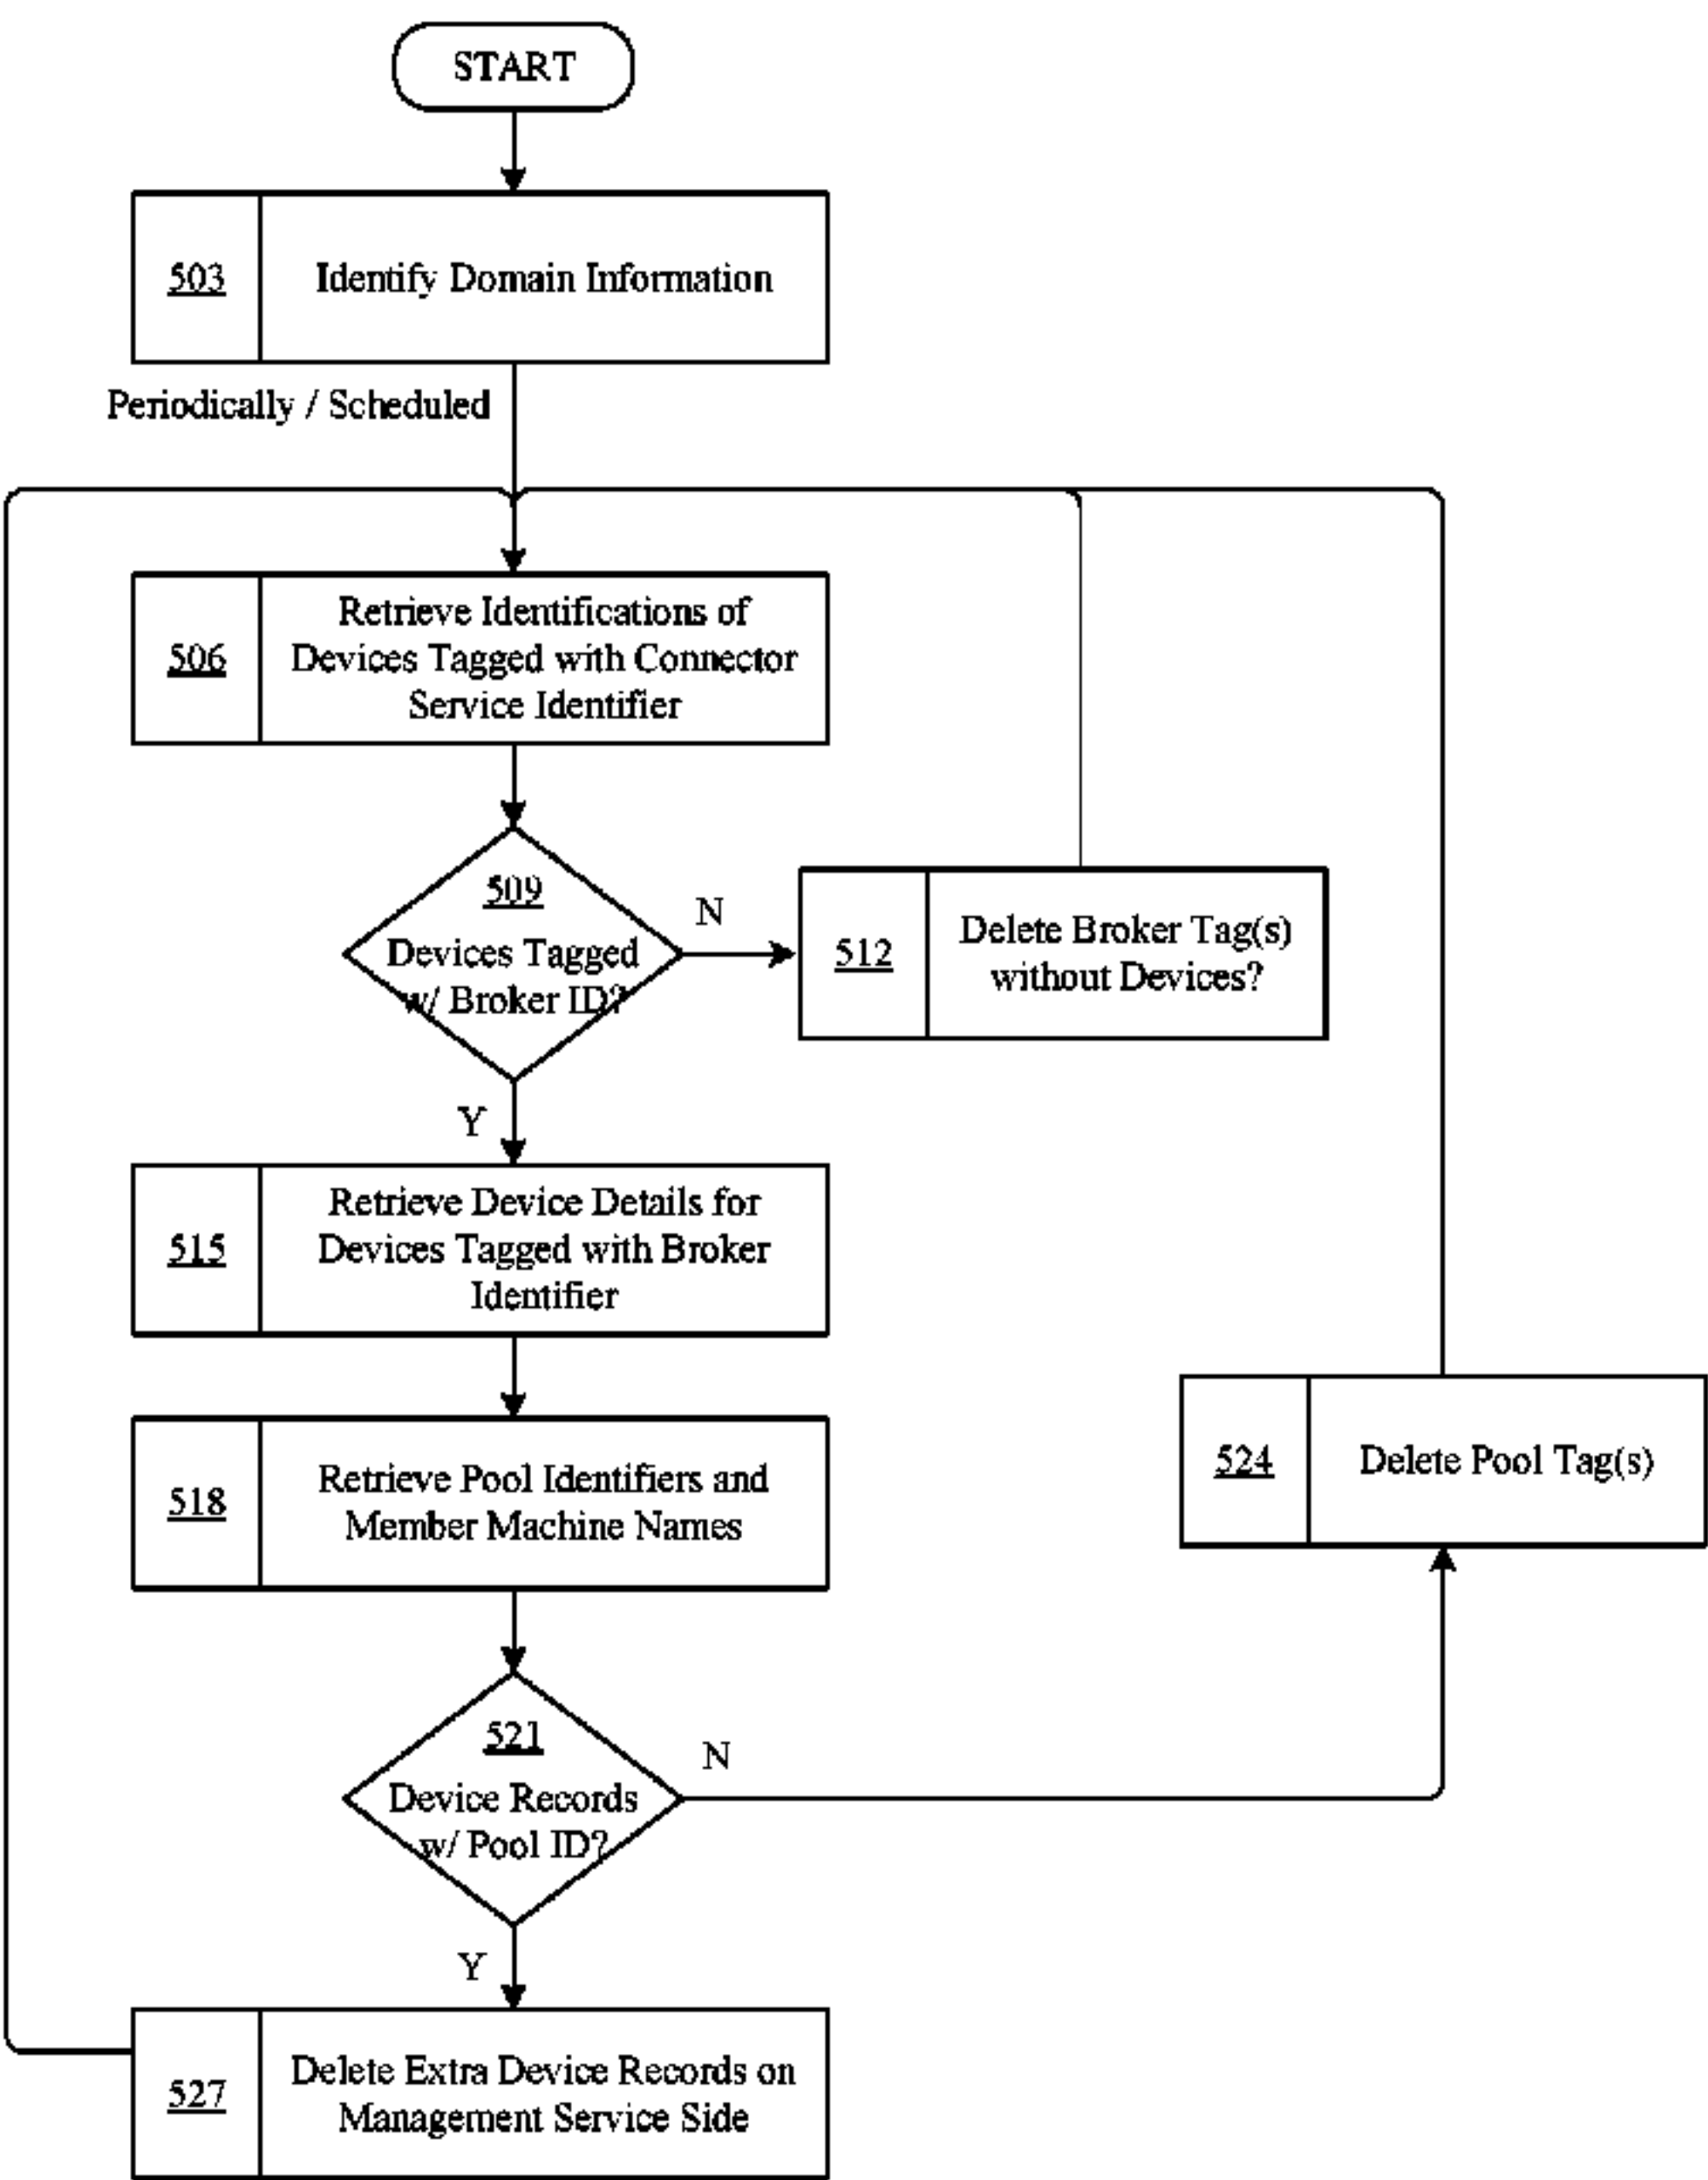 START
503
Identify Domain Information
Periodically / Scheduled
506
Retrieve Identifications of
Devices Tagged with Connector
Service Identifier
509
Devices Tagged
w/ Broker ID?
N
512
Delete Broker Tag(s)
without Devices?
Y
515
Retrieve Device Details for
Devices Tagged with Broker
Identifier
518
Retrieve Pool Identifiers and
Member Machine Names
524
Delete Pool Tag(s)
521
Device Records
w/ Pool ID?
N
Y
527
Delete Extra Device Records on
Management Service Side